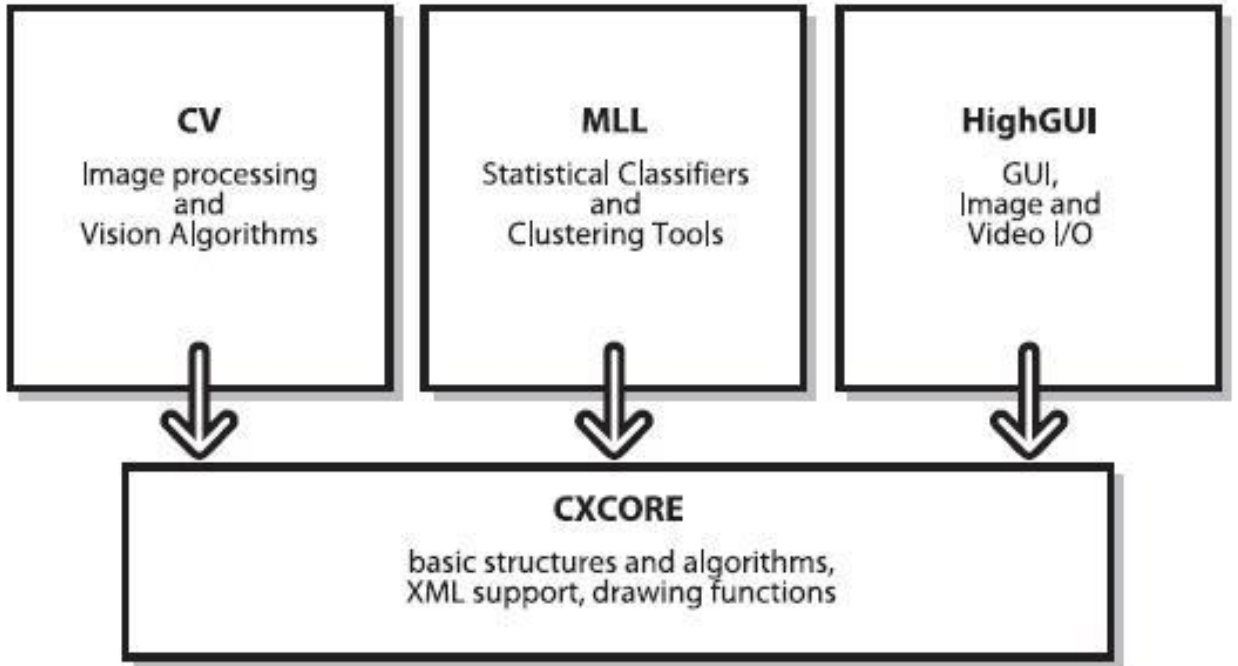 CV
Image processing
and
Vision Algorithms
MLL
Statistical Classifiers
and
Clustering Tools
HighGUI
GUI,
Image and
Video I/O
CXCORE
basic structures and algorithms,
XML support, drawing functions